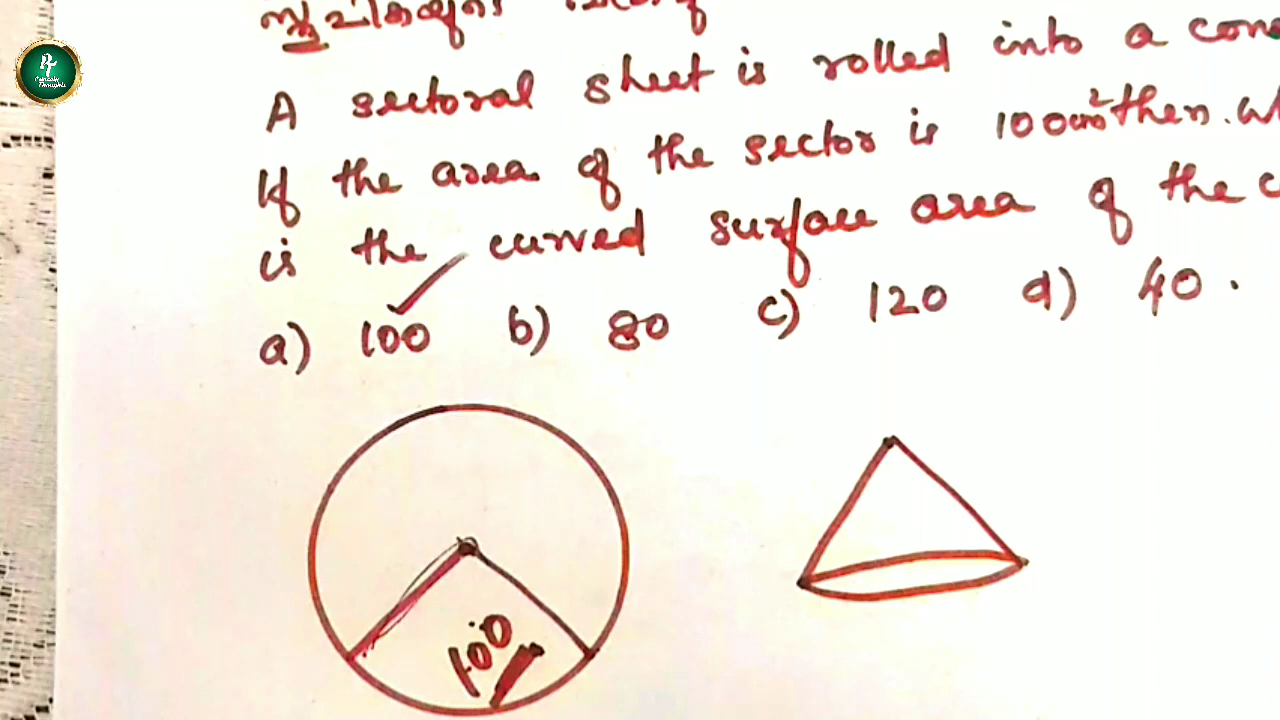 A sectoral sheet is rolled into a cone
If the area of the sector is 100cm² then. wh
is the curved surface area of the c
a) 100 b) 80 c) 120 d) 40.
100